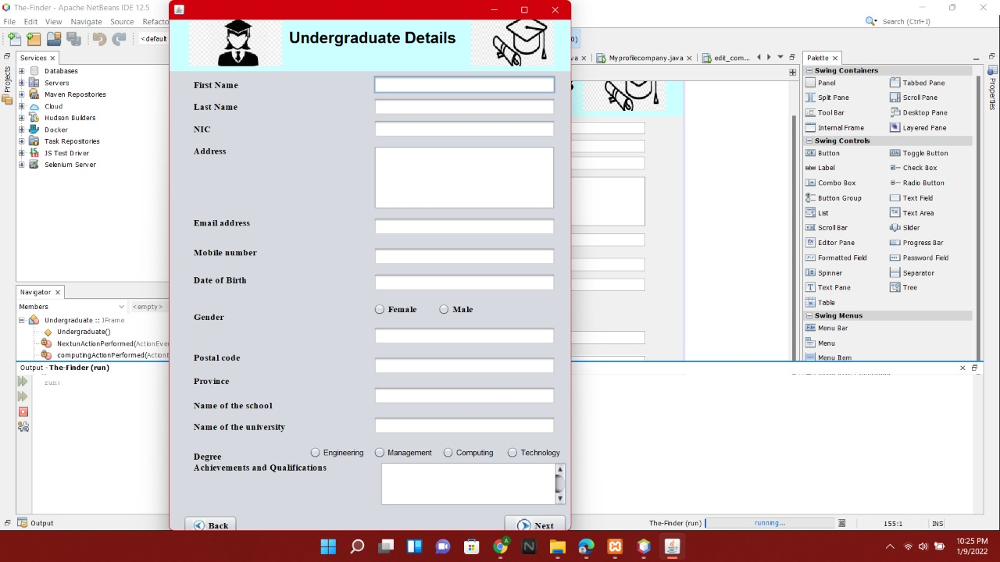 The-Finder - Apache NetBeans IDE 12.5
File Edit View Navigate Source Refacto
Search (Ctrl+I)
<default
Undergraduate Details
First Name
Last Name
NIC
Address
Email address
Mobile number
Date of Birth
Gender
Female Male
Postal code
Province
Name of the school
Name of the university
Degree
Engineering Management Computing Technology
Achievements and Qualifications
Back Next
Projects
Services
Databases
Servers
Maven Repositories
Cloud
Hudson Builders
Docker
Task Repositories
JS Test Driver
Selenium Server
Navigator
Members <empty>
Undergraduate :: JFrame
Undergraduate()
NextunActionPerformed(ActionEve
computingActionPerformed(ActionE
Output - The-Finder (run)
run:
va Myprofilecompany.java edit_com...
Palette
Properties
Swing Containers
Panel Tabbed Pane
Split Pane Scroll Pane
Tool Bar Desktop Pane
Internal Frame Layered Pane
Swing Controls
Button Toggle Button
Label Check Box
Combo Box Radio Button
Button Group Text Field
List Text Area
Scroll Bar Slider
Editor Pane Progress Bar
Formatted Field Password Field
Spinner Separator
Text Pane Tree
Table
Swing Menus
Menu Bar
Menu
Menu Item
Output
The-Finder (run) running... 155:1 INS
10:25 PM
1/9/2022